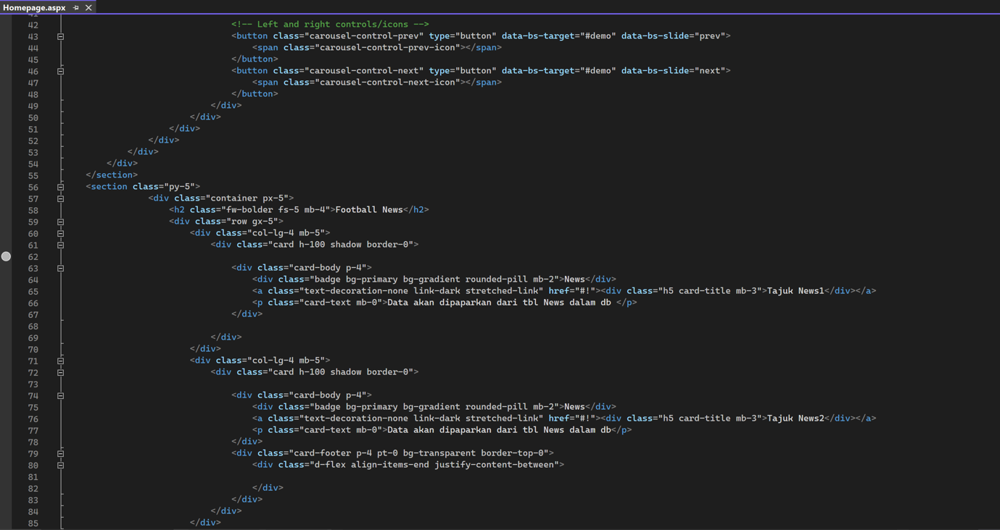 Homepage.aspx
41
42 <!-- Left and right controls/icons -->
43 <button class="carousel-control-prev" type="button" data-bs-target="#demo" data-bs-slide="prev">
44 <span class="carousel-control-prev-icon"></span>
45 </button>
46 <button class="carousel-control-next" type="button" data-bs-target="#demo" data-bs-slide="next">
47 <span class="carousel-control-next-icon"></span>
48 </button>
49 </div>
50 </div>
51 </div>
52 </div>
53 </div>
54 </div>
55 </section>
56 <section class="py-5">
57 <div class="container px-5">
58 <h2 class="fw-bolder fs-5 mb-4">Football News</h2>
59 <div class="row gx-5">
60 <div class="col-lg-4 mb-5">
61 <div class="card h-100 shadow border-0">
62
63 <div class="card-body p-4">
64 <div class="badge bg-primary bg-gradient rounded-pill mb-2">News</div>
65 <a class="text-decoration-none link-dark stretched-link" href="#!"><div class="h5 card-title mb-3">Tajuk News1</div></a>
66 <p class="card-text mb-0">Data akan dipaparkan dari tbl News dalam db </p>
67 </div>
68
69 </div>
70 </div>
71 <div class="col-lg-4 mb-5">
72 <div class="card h-100 shadow border-0">
73
74 <div class="card-body p-4">
75 <div class="badge bg-primary bg-gradient rounded-pill mb-2">News</div>
76 <a class="text-decoration-none link-dark stretched-link" href="#!"><div class="h5 card-title mb-3">Tajuk News2</div></a>
77 <p class="card-text mb-0">Data akan dipaparkan dari tbl News dalam db</p>
78 </div>
79 <div class="card-footer p-4 pt-0 bg-transparent border-top-0">
80 <div class="d-flex align-items-end justify-content-between">
81
82 </div>
83 </div>
84 </div>
85 </div>